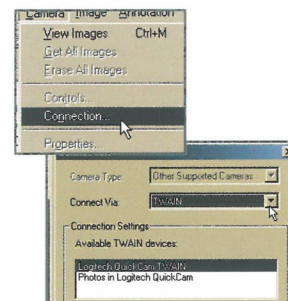 Camera Image Annotation
View Images Ctrl+M
Get All Images
Erase All Images
Controls...
Connection...
Properties...
Camera Type: Other Supported Cameras
Connect Via: TWAIN
Connection Settings
Available TWAIN devices:
Logitech QuickCam TWAIN
Photos in Logitech QuickCam